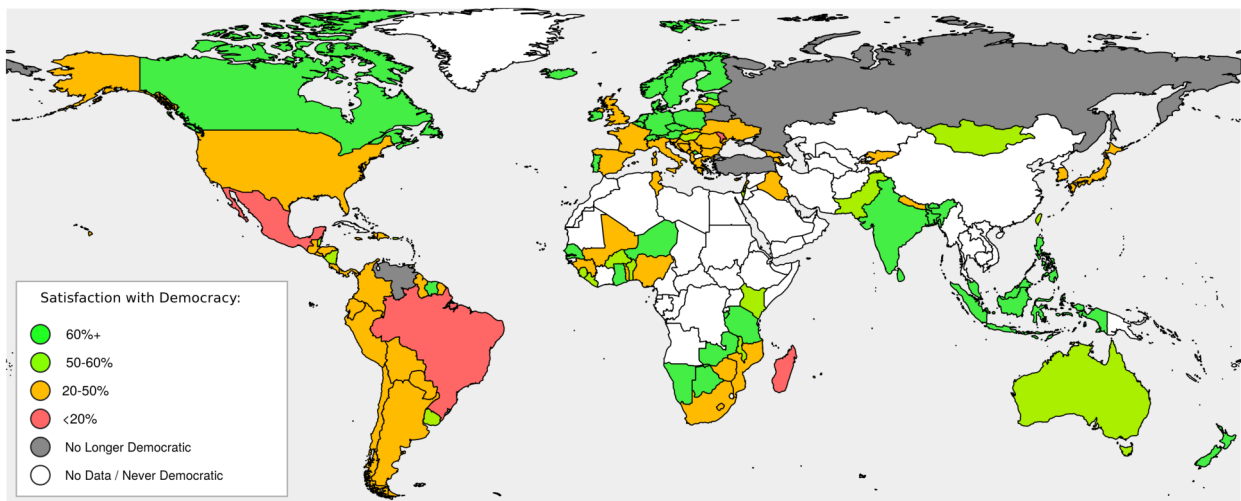 Satisfaction with Democracy:
60%+
50-60%
20-50%
<20%
No Longer Democratic
No Data / Never Democratic